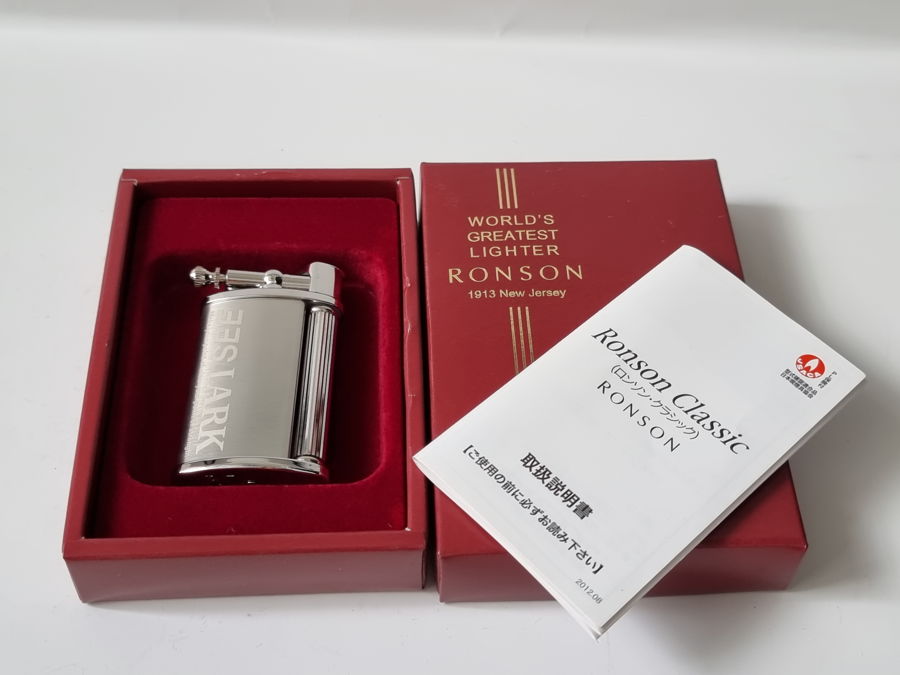 LARK
WORLD'S
GREATEST
LIGHTER
RONSON
1913 New Jersey
Ronson Classic
(ロンソン・クラシック)
RONSON
取扱説明書
【ご使用の前に必ずお読み下さい】
2012.08